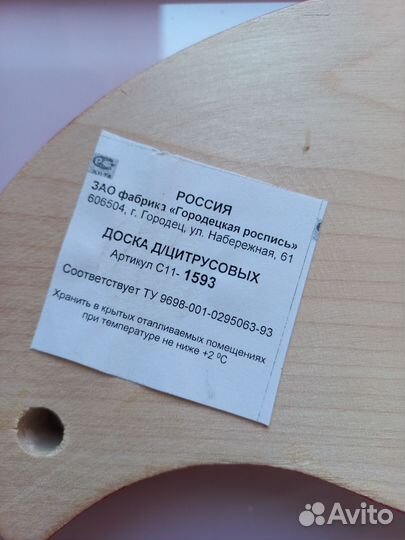 РОССИЯ
ЗАО фабрика «Городецкая роспись»
606504, г. Городец, ул. Набережная, 61
ДОСКА Д/ЦИТРУСОВЫХ
Артикул С11- 1593
Соответствует ТУ 9698-001-0295063-93
Хранить в крытых отапливаемых помещениях
при температуре не ниже +2 ºС
Avito